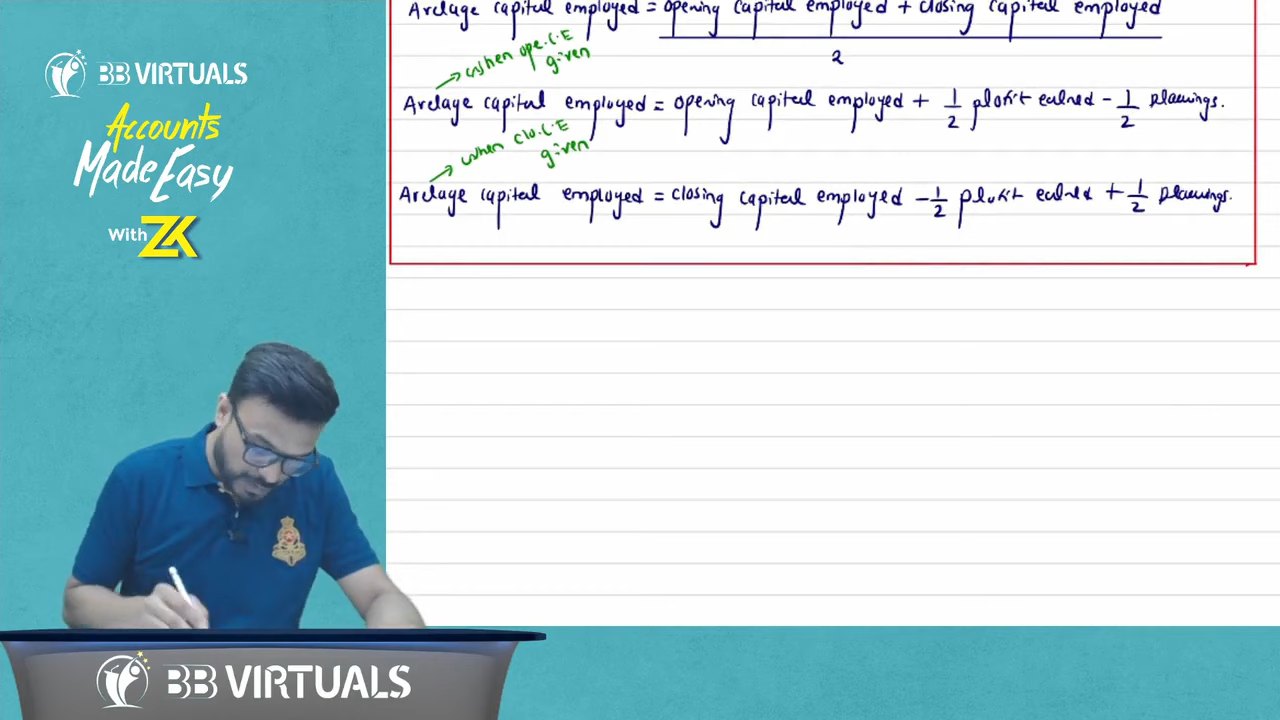 Average capital employed = opening capital employed + closing capital employed
2
when ope. C.E
given
Average capital employed = opening capital employed + 1/2 profit earned - 1/2 drawings.
when clo. C.E
given
Average capital employed = closing capital employed - 1/2 profit earned + 1/2 drawings.
BB VIRTUALS
Accounts
Made Easy
With ZK
BB VIRTUALS